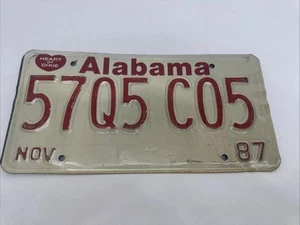 HEART
OF
DIXIE
Alabama
57Q5 C05
NOV 87